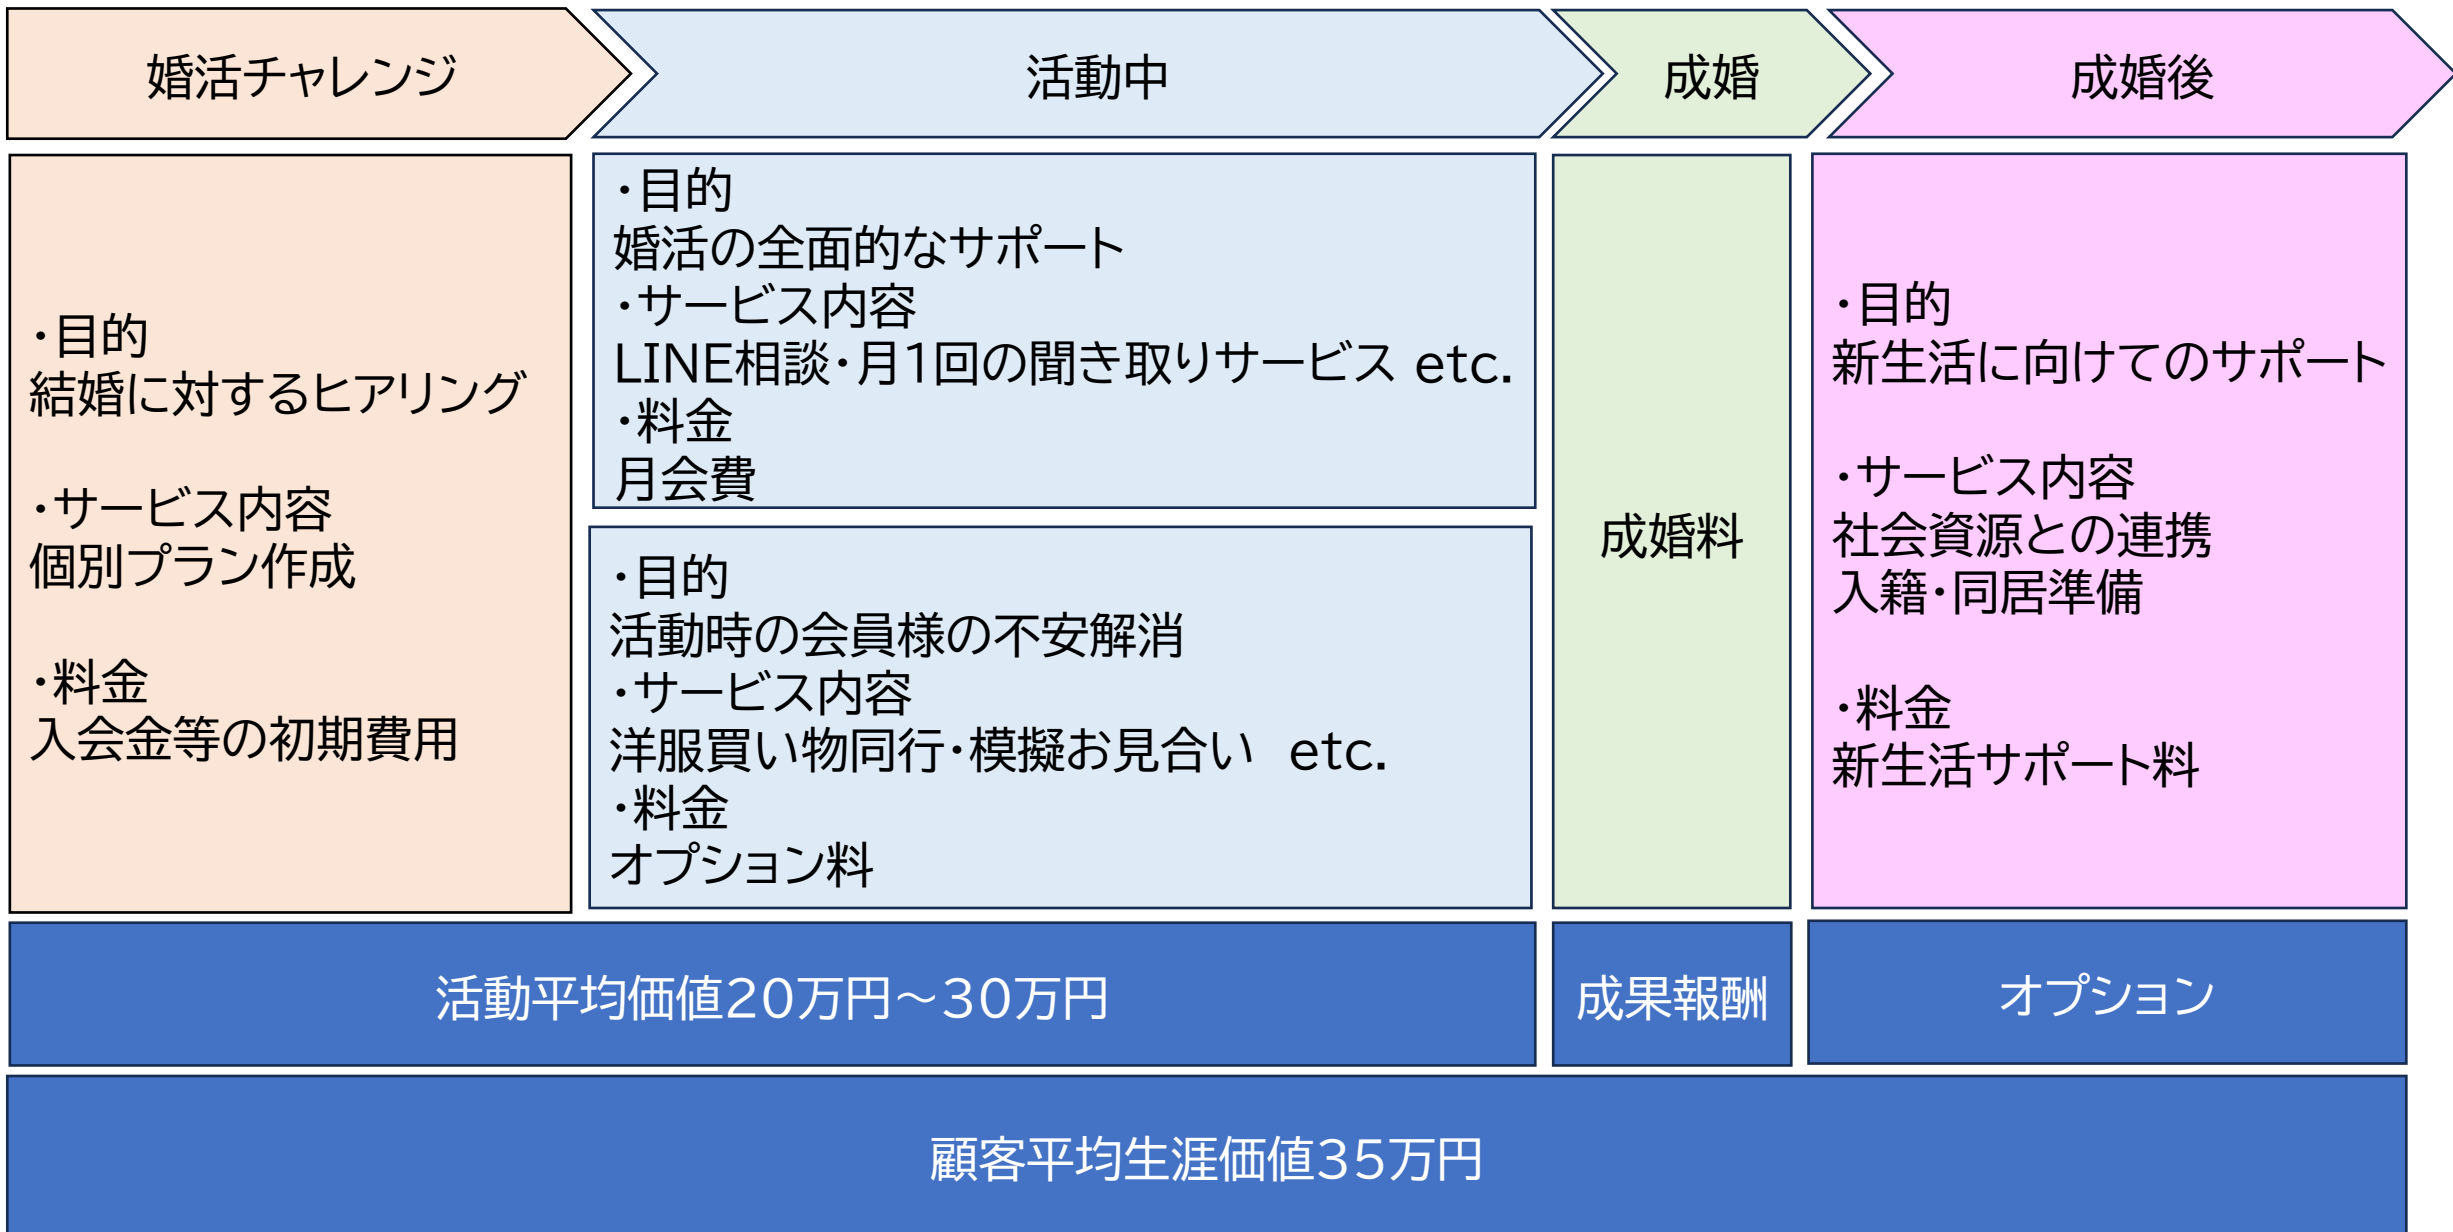 婚活チャレンジ
活動中
成婚
成婚後
・目的
結婚に対するヒアリング
・サービス内容
個別プラン作成
・料金
入会金等の初期費用
・目的
婚活の全面的なサポート
・サービス内容
LINE相談・月1回の聞き取りサービス etc.
・料金
月会費
・目的
活動時の会員様の不安解消
・サービス内容
洋服買い物同行・模擬お見合い　etc.
・料金
オプション料
成婚料
・目的
新生活に向けてのサポート
・サービス内容
社会資源との連携
入籍・同居準備
・料金
新生活サポート料
活動平均価値20万円～30万円
成果報酬
オプション
顧客平均生涯価値35万円